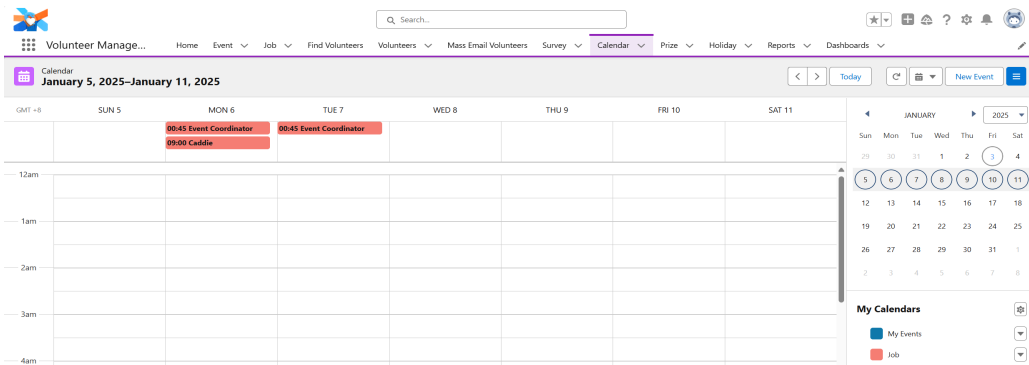 Search...
Volunteer Manage...
Home Event Job Find Volunteers Volunteers Mass Email Volunteers Survey Calendar Prize Holiday Reports Dashboards
Calendar
January 5, 2025–January 11, 2025
Today
New Event
GMT +8 SUN 5 MON 6 TUE 7 WED 8 THU 9 FRI 10 SAT 11
00:45 Event Coordinator 00:45 Event Coordinator
09:00 Caddie
12am
1am
2am
3am
4am
JANUARY 2025
Sun Mon Tue Wed Thu Fri Sat
29 30 31 1 2 3 4
5 6 7 8 9 10 11
12 13 14 15 16 17 18
19 20 21 22 23 24 25
26 27 28 29 30 31 1
2 3 4 5 6 7 8
My Calendars
My Events
Job